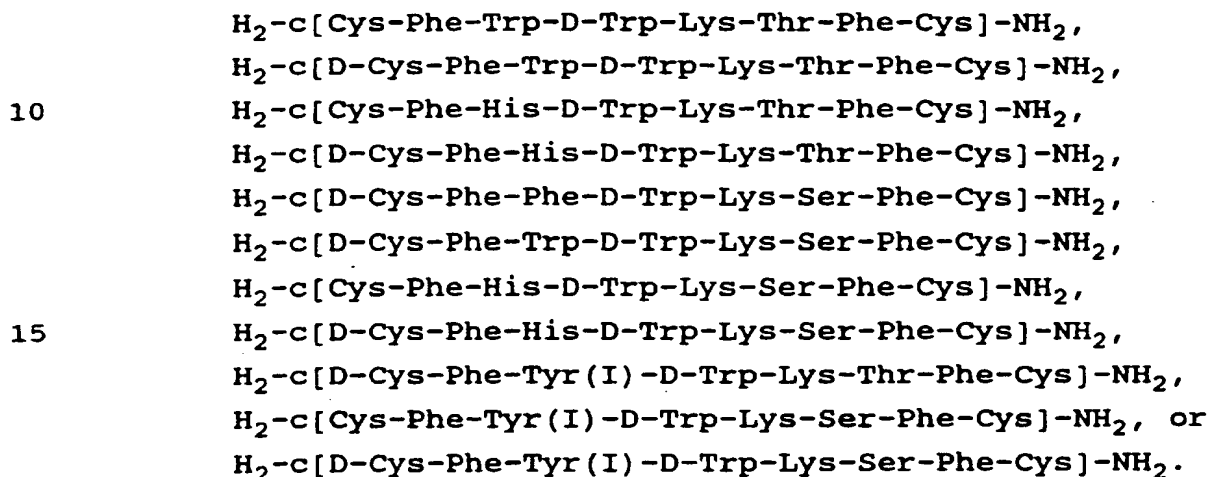 H₂-c[Cys-Phe-Trp-D-Trp-Lys-Thr-Phe-Cys]-NH₂,
H₂-c[D-Cys-Phe-Trp-D-Trp-Lys-Thr-Phe-Cys]-NH₂,
10 H₂-c[Cys-Phe-His-D-Trp-Lys-Thr-Phe-Cys]-NH₂,
H₂-c[D-Cys-Phe-His-D-Trp-Lys-Thr-Phe-Cys]-NH₂,
H₂-c[D-Cys-Phe-Phe-D-Trp-Lys-Ser-Phe-Cys]-NH₂,
H₂-c[D-Cys-Phe-Trp-D-Trp-Lys-Ser-Phe-Cys]-NH₂,
H₂-c[Cys-Phe-His-D-Trp-Lys-Ser-Phe-Cys]-NH₂,
15 H₂-c[D-Cys-Phe-His-D-Trp-Lys-Ser-Phe-Cys]-NH₂,
H₂-c[D-Cys-Phe-Tyr(I)-D-Trp-Lys-Thr-Phe-Cys]-NH₂,
H₂-c[Cys-Phe-Tyr(I)-D-Trp-Lys-Ser-Phe-Cys]-NH₂, or
H₂-c[D-Cys-Phe-Tyr(I)-D-Trp-Lys-Ser-Phe-Cys]-NH₂.